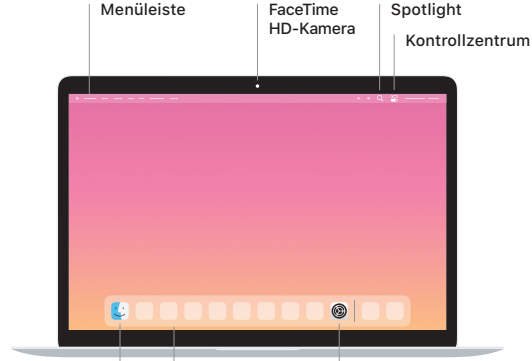 Menüleiste
FaceTime
HD-Kamera
Spotlight
Kontrollzentrum